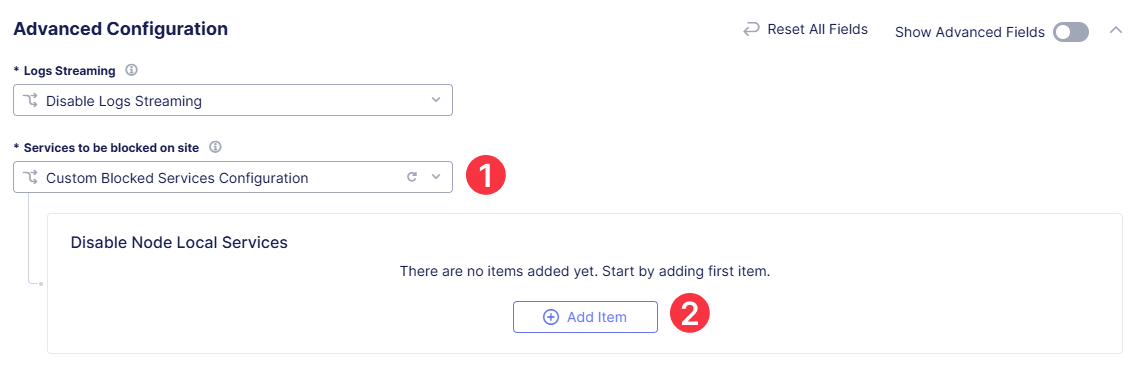 Advanced Configuration
Reset All Fields
Show Advanced Fields
* Logs Streaming
Disable Logs Streaming
* Services to be blocked on site
Custom Blocked Services Configuration
1
Disable Node Local Services
There are no items added yet. Start by adding first item.
Add Item
2